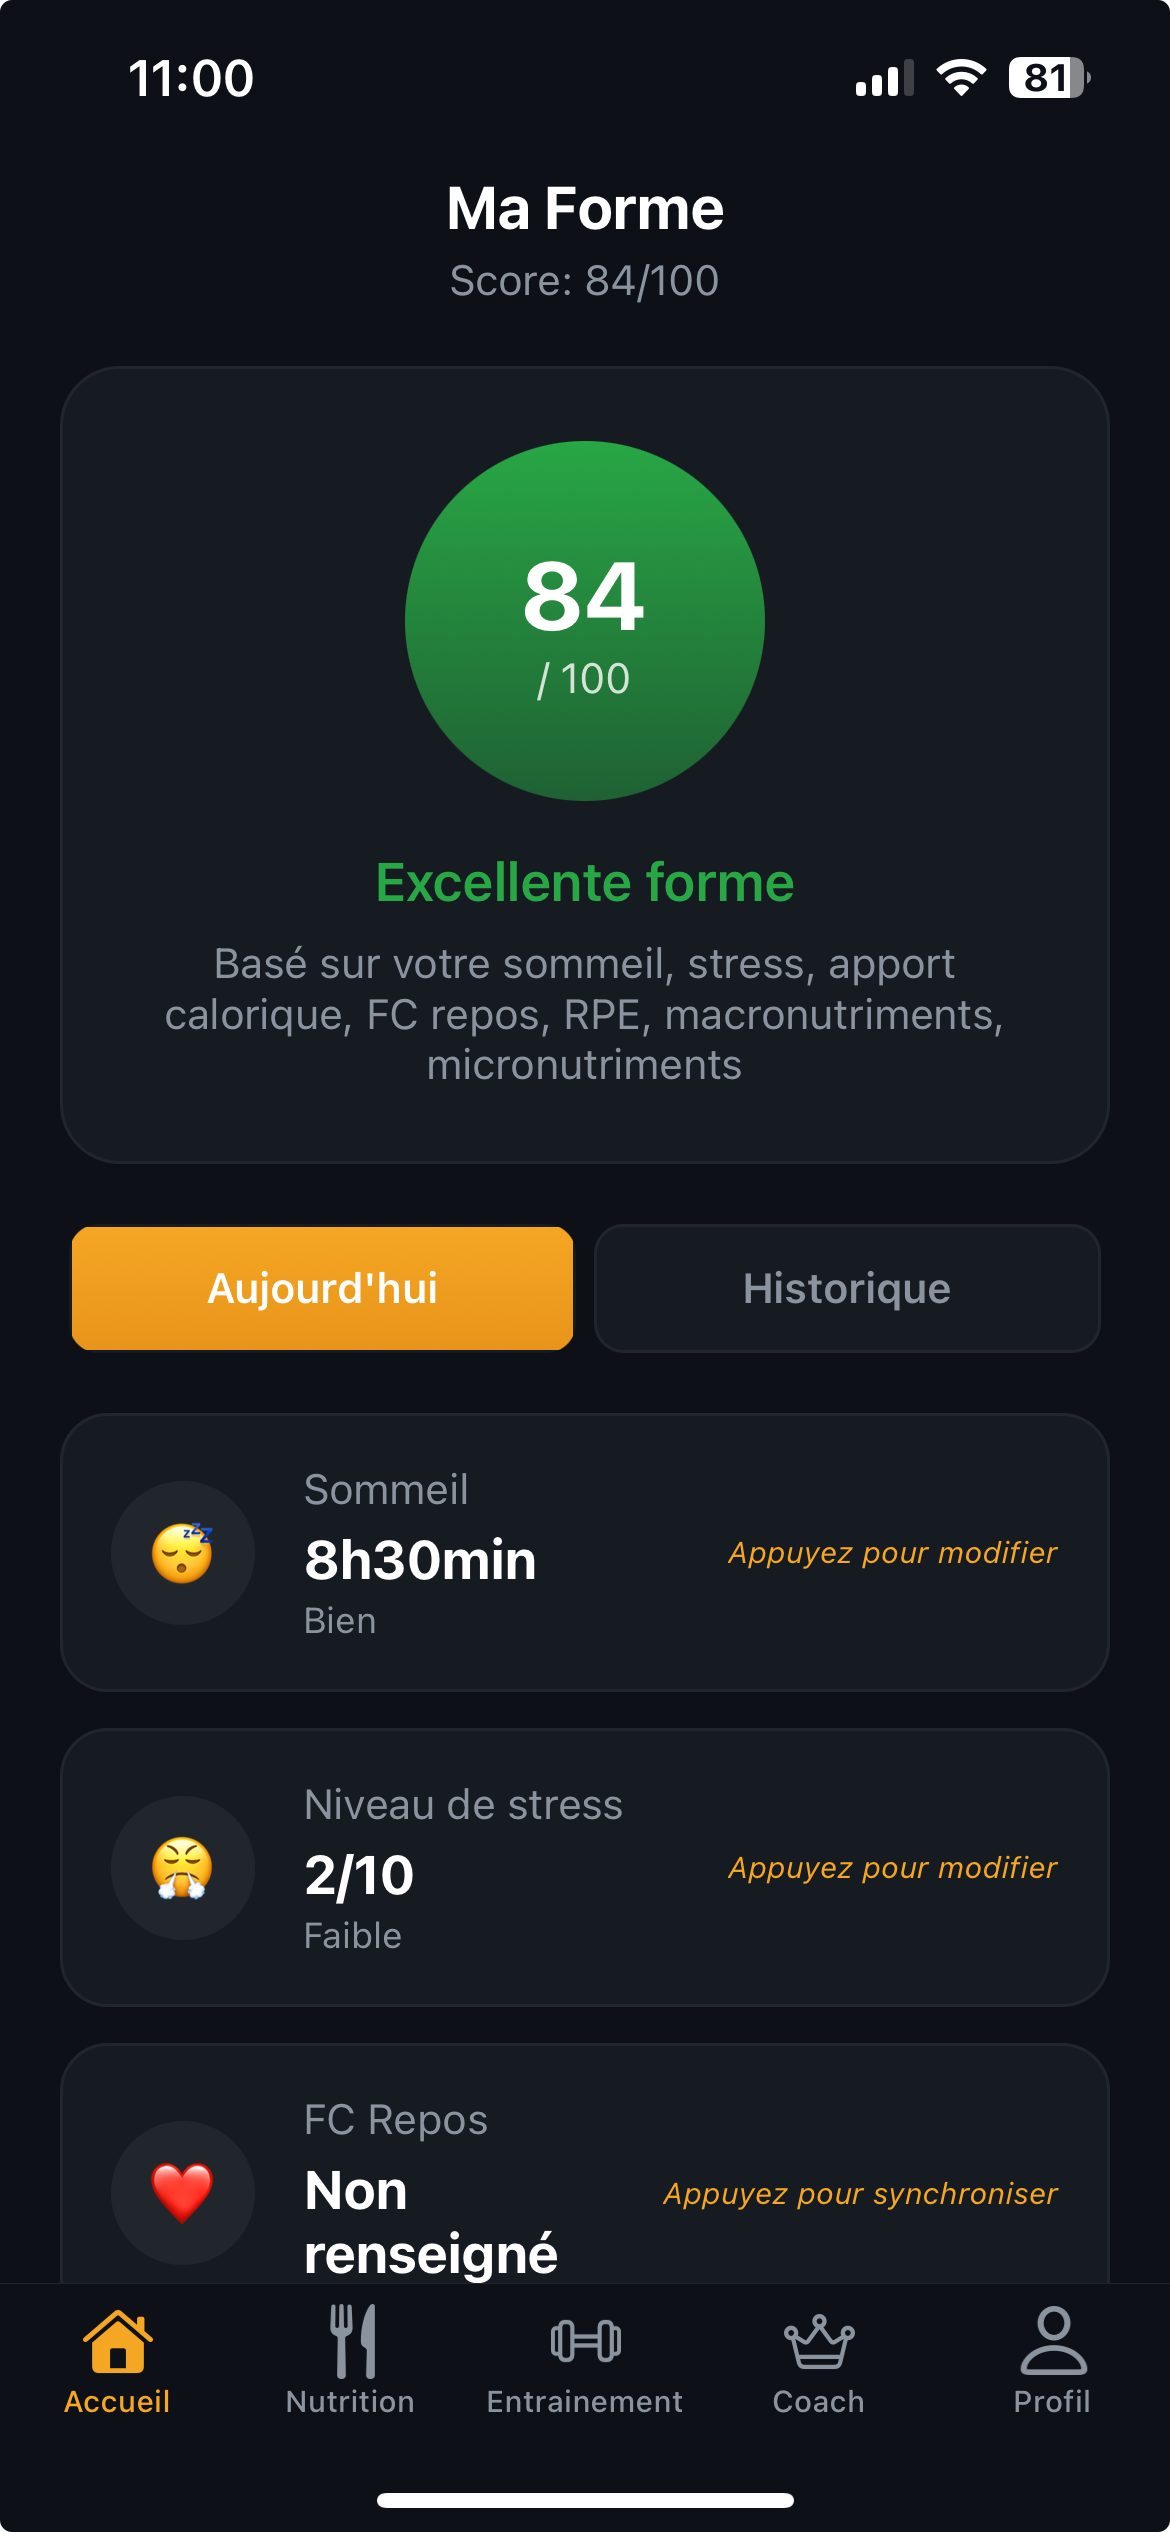 11:00
81
Ma Forme
Score: 84/100
84
/ 100
Excellente forme
Basé sur votre sommeil, stress, apport
calorique, FC repos, RPE, macronutriments,
micronutriments
Aujourd'hui
Historique
Sommeil
8h30min
Bien
Appuyez pour modifier
Niveau de stress
2/10
Faible
Appuyez pour modifier
FC Repos
Non
renseigné
Appuyez pour synchroniser
Accueil
Nutrition
Entrainement
Coach
Profil